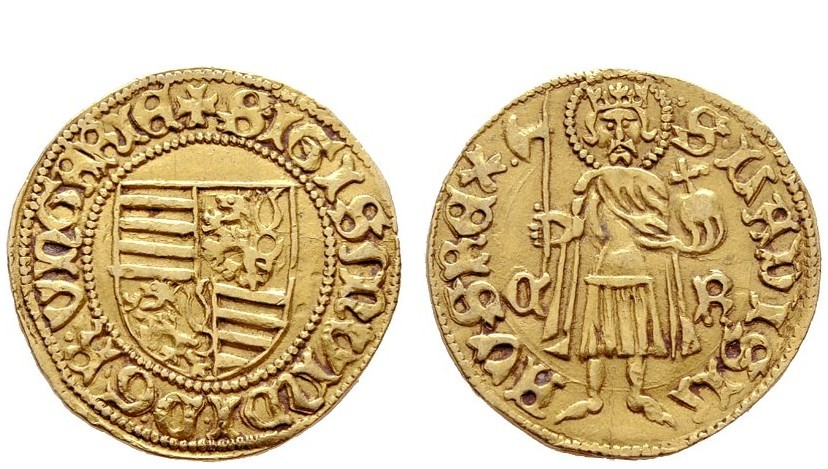 ✠ SIGISMVNDI D G R VNGARIE
S LADISLAVS REX
α R